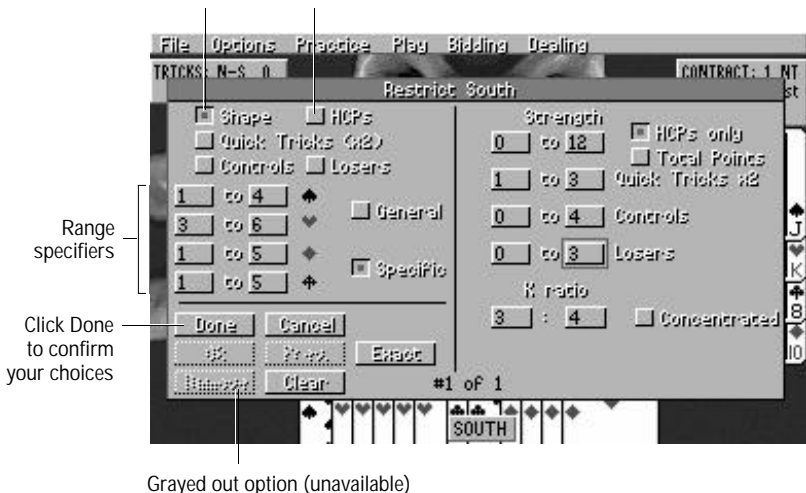 File Options Practice Play Bidding Dealing
TRICKS: N-S 0
CONTRACT: 1 NT
st
Restrict South
Shape HCPs
Quick Tricks (x2)
Controls Losers
1 to 4
3 to 6
1 to 5
1 to 5
General
Specific
Strength
0 to 12
HCPs only
Total Points
1 to 3 Quick Tricks x2
0 to 4 Controls
0 to 3 Losers
K ratio
3 : 4
Concentrated
Done Cancel
Exact
Clear
#1 of 1
J
K
8
10
SOUTH
Range
specifiers
Click Done
to confirm
your choices
Grayed out option (unavailable)